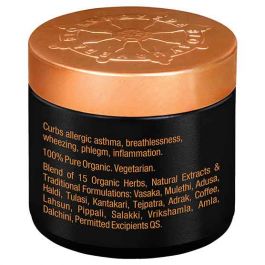 Curbs allergic asthma, breathlessness,
wheezing, phlegm, inflammation.
100% Pure Organic. Vegetarian.
Blend of 15 Organic Herbs, Natural Extracts &
Traditional Formulations: Vasaka, Mulethi, Adusa,
Haldi, Tulasi, Kantakari, Tejpatra, Adrak, Coffee,
Lahsun, Pippali, Salakki, Vrikshamla, Amla,
Dalchini, Permitted Excipients QS.